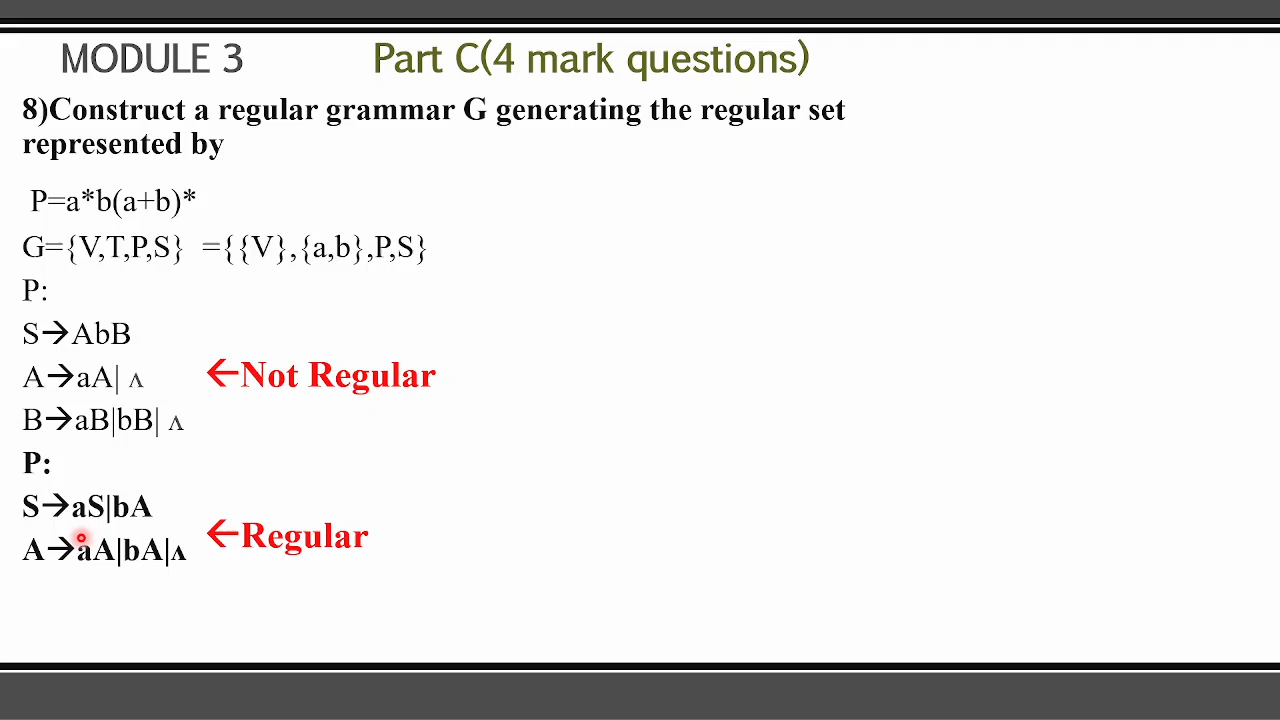 MODULE 3 Part C(4 mark questions)
8)Construct a regular grammar G generating the regular set
represented by
P=a*b(a+b)*
G={V,T,P,S} ={{V},{a,b},P,S}
P:
S→AbB
A→aA| ʌ ←Not Regular
B→aB|bB| ʌ
P:
S→aS|bA
←Regular
A→aA|bA|ʌ